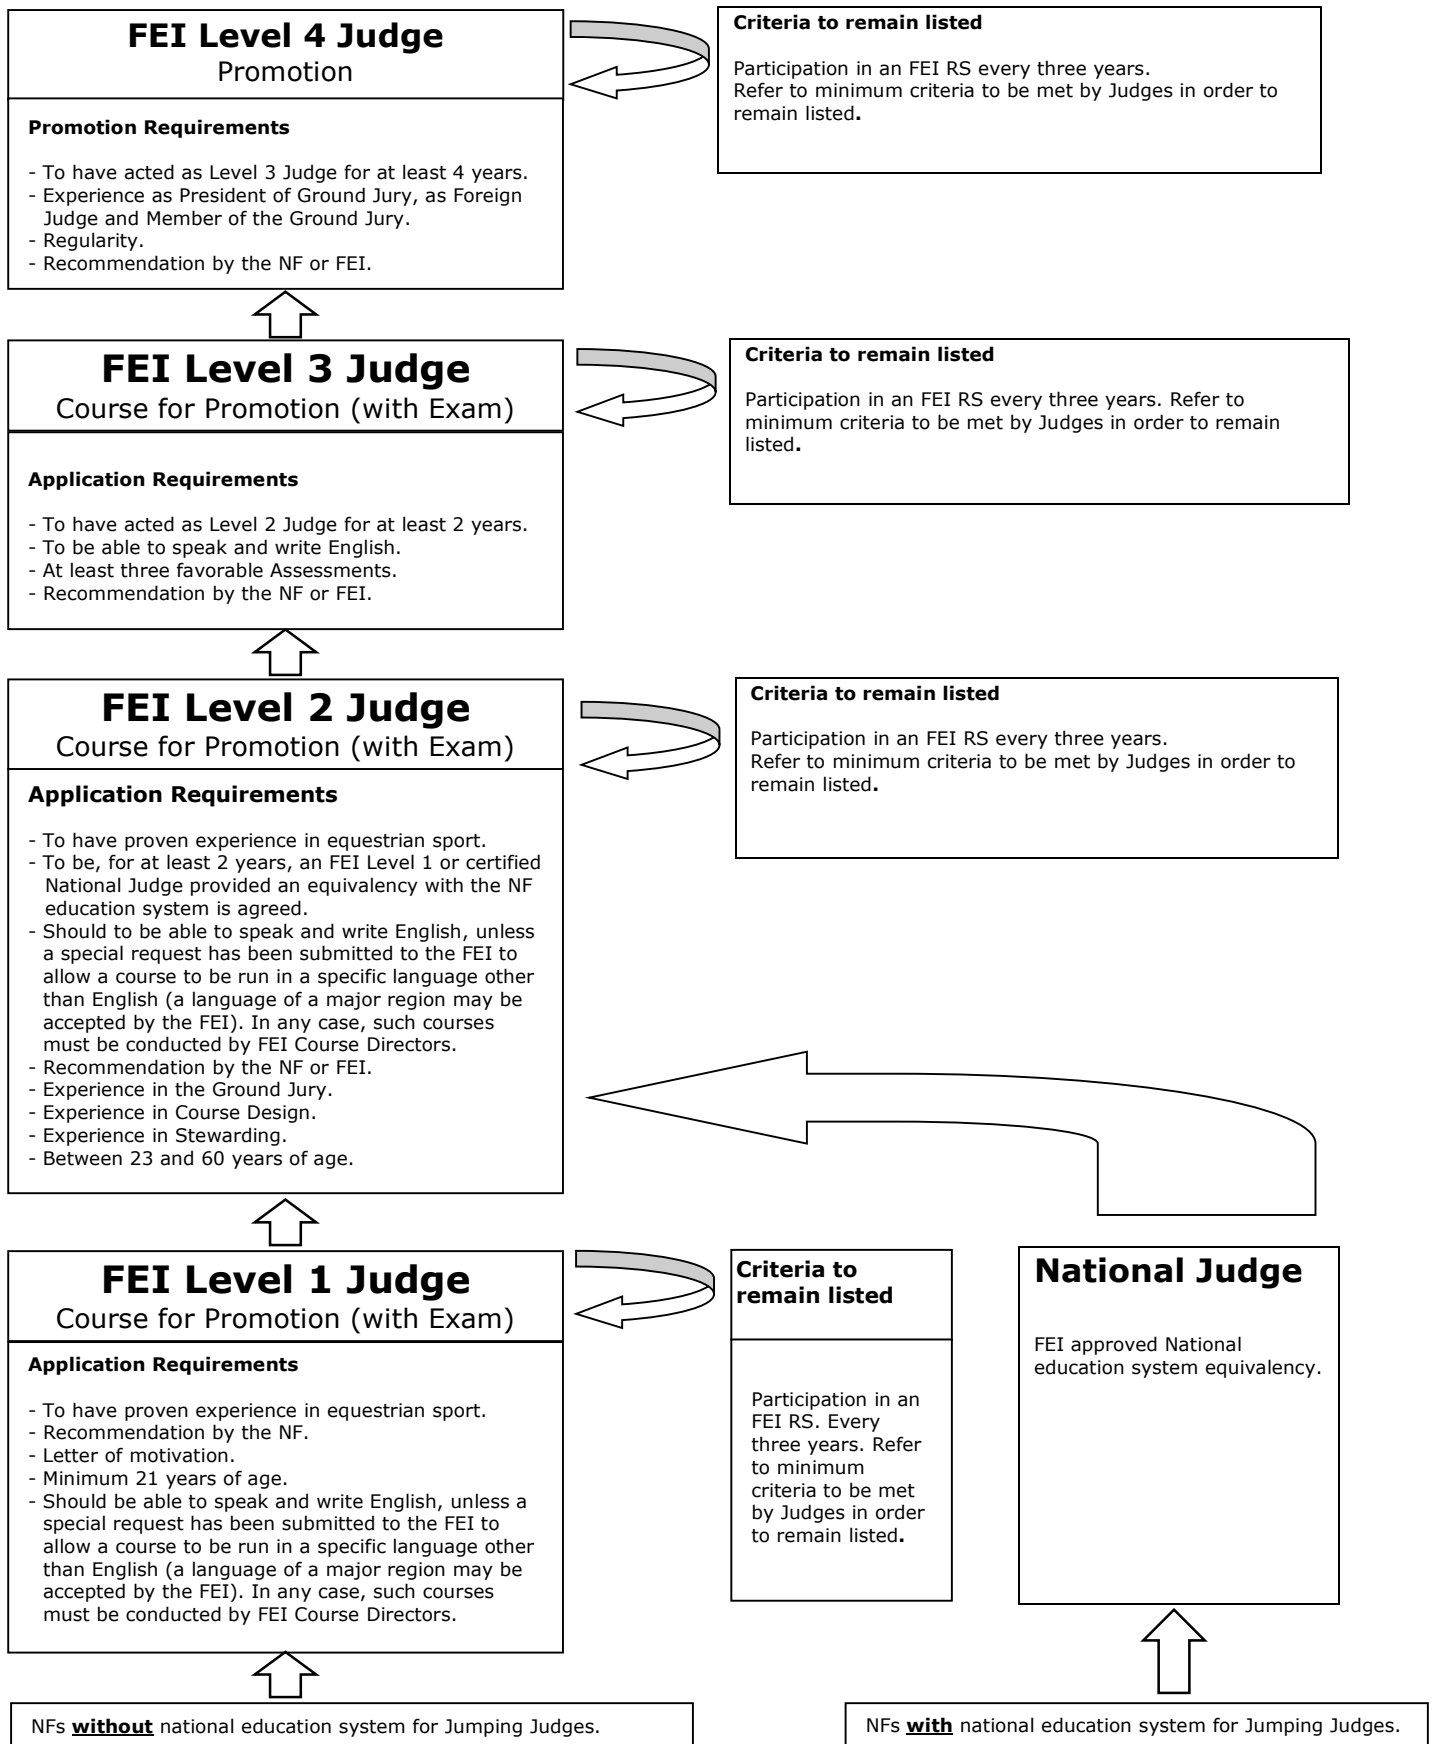 FEI Level 4 Judge
Promotion
Promotion Requirements
- To have acted as Level 3 Judge for at least 4 years.
- Experience as President of Ground Jury, as Foreign
Judge and Member of the Ground Jury.
- Regularity.
- Recommendation by the NF or FEI.
Criteria to remain listed
Participation in an FEI RS every three years.
Refer to minimum criteria to be met by Judges in order to
remain listed.
FEI Level 3 Judge
Course for Promotion (with Exam)
Application Requirements
- To have acted as Level 2 Judge for at least 2 years.
- To be able to speak and write English.
- At least three favorable Assessments.
- Recommendation by the NF or FEI.
Criteria to remain listed
Participation in an FEI RS every three years. Refer to
minimum criteria to be met by Judges in order to remain
listed.
FEI Level 2 Judge
Course for Promotion (with Exam)
Application Requirements
- To have proven experience in equestrian sport.
- To be, for at least 2 years, an FEI Level 1 or certified
National Judge provided an equivalency with the NF
education system is agreed.
- Should to be able to speak and write English, unless
a special request has been submitted to the FEI to
allow a course to be run in a specific language other
than English (a language of a major region may be
accepted by the FEI). In any case, such courses
must be conducted by FEI Course Directors.
- Recommendation by the NF or FEI.
- Experience in the Ground Jury.
- Experience in Course Design.
- Experience in Stewarding.
- Between 23 and 60 years of age.
Criteria to remain listed
Participation in an FEI RS every three years.
Refer to minimum criteria to be met by Judges in order to
remain listed.
FEI Level 1 Judge
Course for Promotion (with Exam)
Application Requirements
- To have proven experience in equestrian sport.
- Recommendation by the NF.
- Letter of motivation.
- Minimum 21 years of age.
- Should be able to speak and write English, unless a
special request has been submitted to the FEI to
allow a course to be run in a specific language other
than English (a language of a major region may be
accepted by the FEI). In any case, such courses
must be conducted by FEI Course Directors.
Criteria to
remain listed
Participation in an
FEI RS. Every
three years. Refer
to minimum
criteria to be met
by Judges in order
to remain listed.
National Judge
FEI approved National
education system equivalency.
NFs without national education system for Jumping Judges.
NFs with national education system for Jumping Judges.